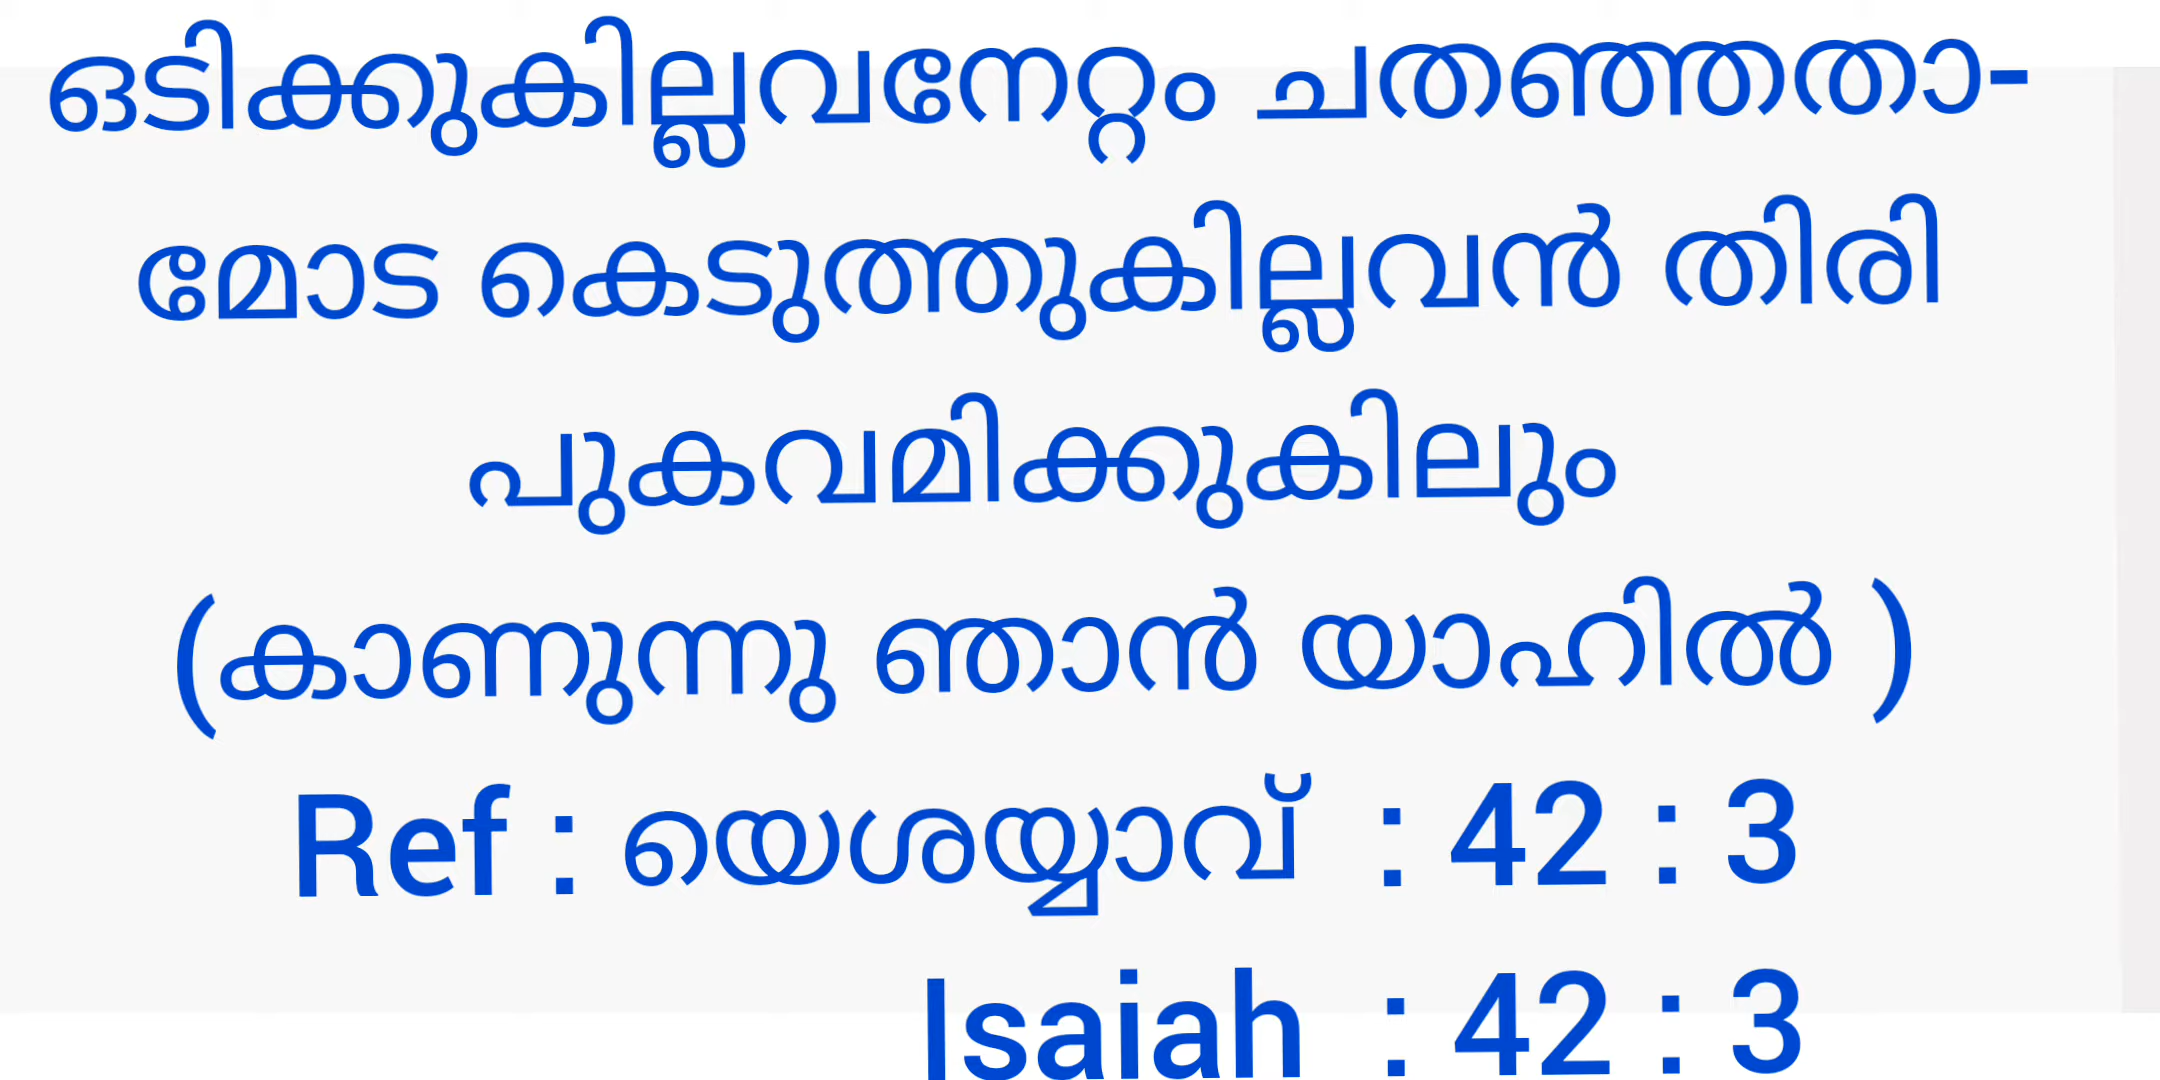 ഒടിക്കുകില്ലവനേറ്റം ചതഞ്ഞതാ-
മോട കെടുത്തുകില്ലവൻ തിരി
പുകവമിക്കുകിലും
(കാണുന്നു ഞാൻ യാഹിൽ )
Ref : യെശയ്യാവ് : 42 : 3
Isaiah : 42 : 3